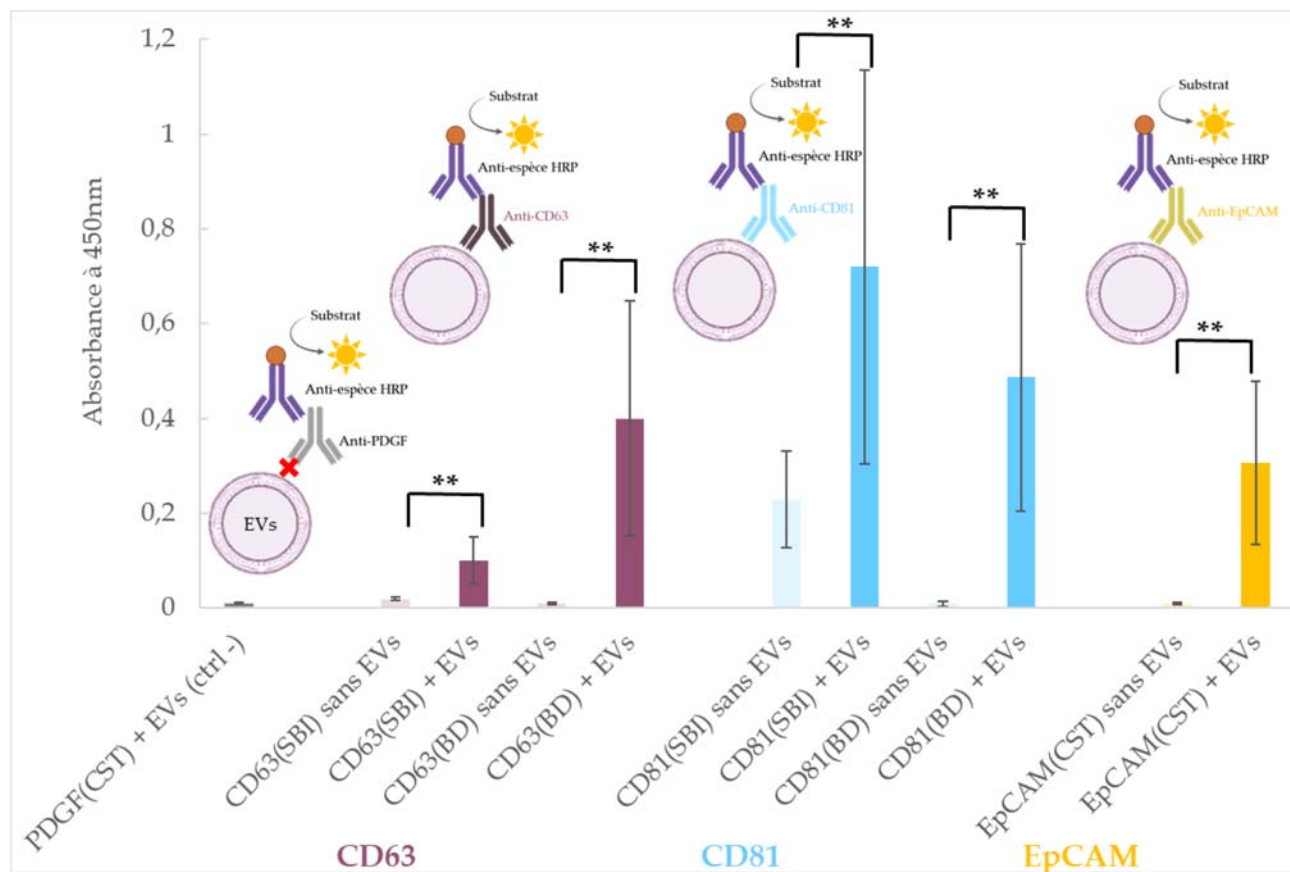 Absorbance à 450nm
1,2
1
0,8
0,6
0,4
0,2
0
Substrat
Anti-espèce HRP
Anti-PDGF
EVs
**
Substrat
Anti-espèce HRP
Anti-CD63
**
Substrat
Anti-espèce HRP
Anti-CD81
**
**
Substrat
Anti-espèce HRP
Anti-EpCAM
**
PDGF(CST) + EVs (ctrl -)
CD63(SBI) sans EVs
CD63(SBI) + EVs
CD63(BD) sans EVs
CD63(BD) + EVs
CD81(SBI) sans EVs
CD81(SBI) + EVs
CD81(BD) sans EVs
CD81(BD) + EVs
EpCAM(CST) sans EVs
EpCAM(CST) + EVs
CD63
CD81
EpCAM